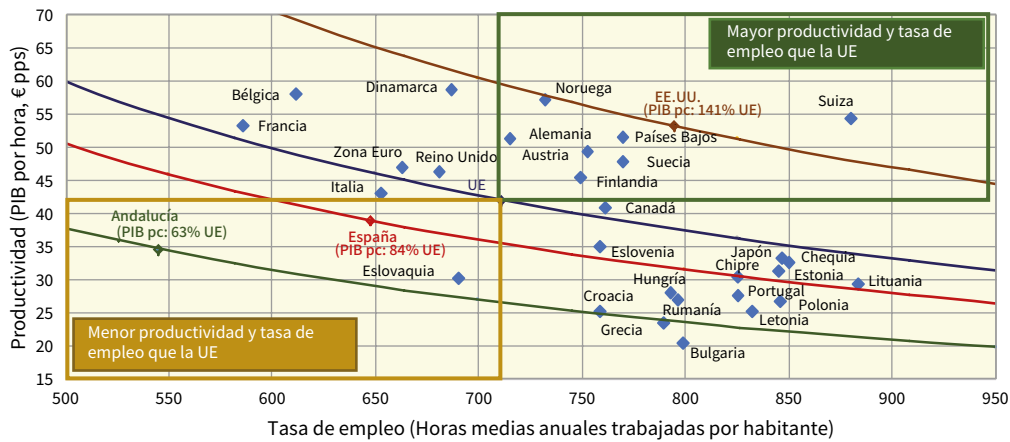 Productividad (PIB por hora, € pps)
70
65
60
55
50
45
40
35
30
25
20
15
Mayor productividad y tasa de
empleo que la UE
Bélgica
Dinamarca
Noruega
EE.UU.
(PIB pc: 141% UE)
Suiza
Francia
Alemania
Países Bajos
Zona Euro
Reino Unido
Austria
Suecia
Italia
UE
Finlandia
Canadá
Andalucía
(PIB pc: 63% UE)
España
(PIB pc: 84% UE)
Eslovaquia
Eslovenia
Japón
Chequia
Chipre
Estonia
Hungría
Lituania
Croacia
Portugal
Rumanía
Polonia
Grecia
Letonia
Bulgaria
Menor productividad y tasa de
empleo que la UE
500
550
600
650
700
750
800
850
900
950
Tasa de empleo (Horas medias anuales trabajadas por habitante)